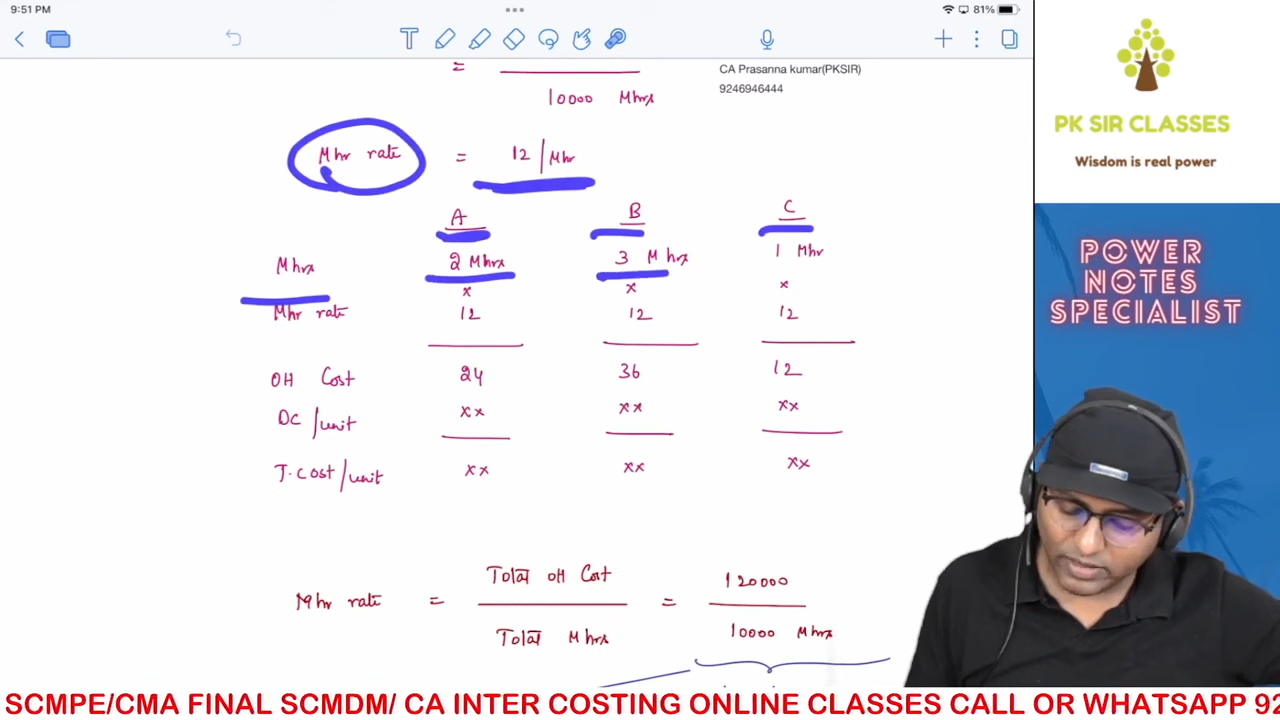 9:51 PM
81%
T
CA Prasanna kumar(PKSIR)
9246946444
=
10000 Mhrs
Mhr rate = 12 / Mhr
A B C
Mhrs 2 Mhrs 3 Mhrs 1 Mhr
x x x
Mhr rate 12 12 12
OH Cost 24 36 12
DC/unit xx xx xx
T.cost/unit xx xx xx
Mhr rate = Total OH Cost = 120000
Total Mhrs 10000 Mhrs
PK SIR CLASSES
Wisdom is real power
POWER
NOTES
SPECIALIST
SCMPE/CMA FINAL SCMDM/ CA INTER COSTING ONLINE CLASSES CALL OR WHATSAPP 92